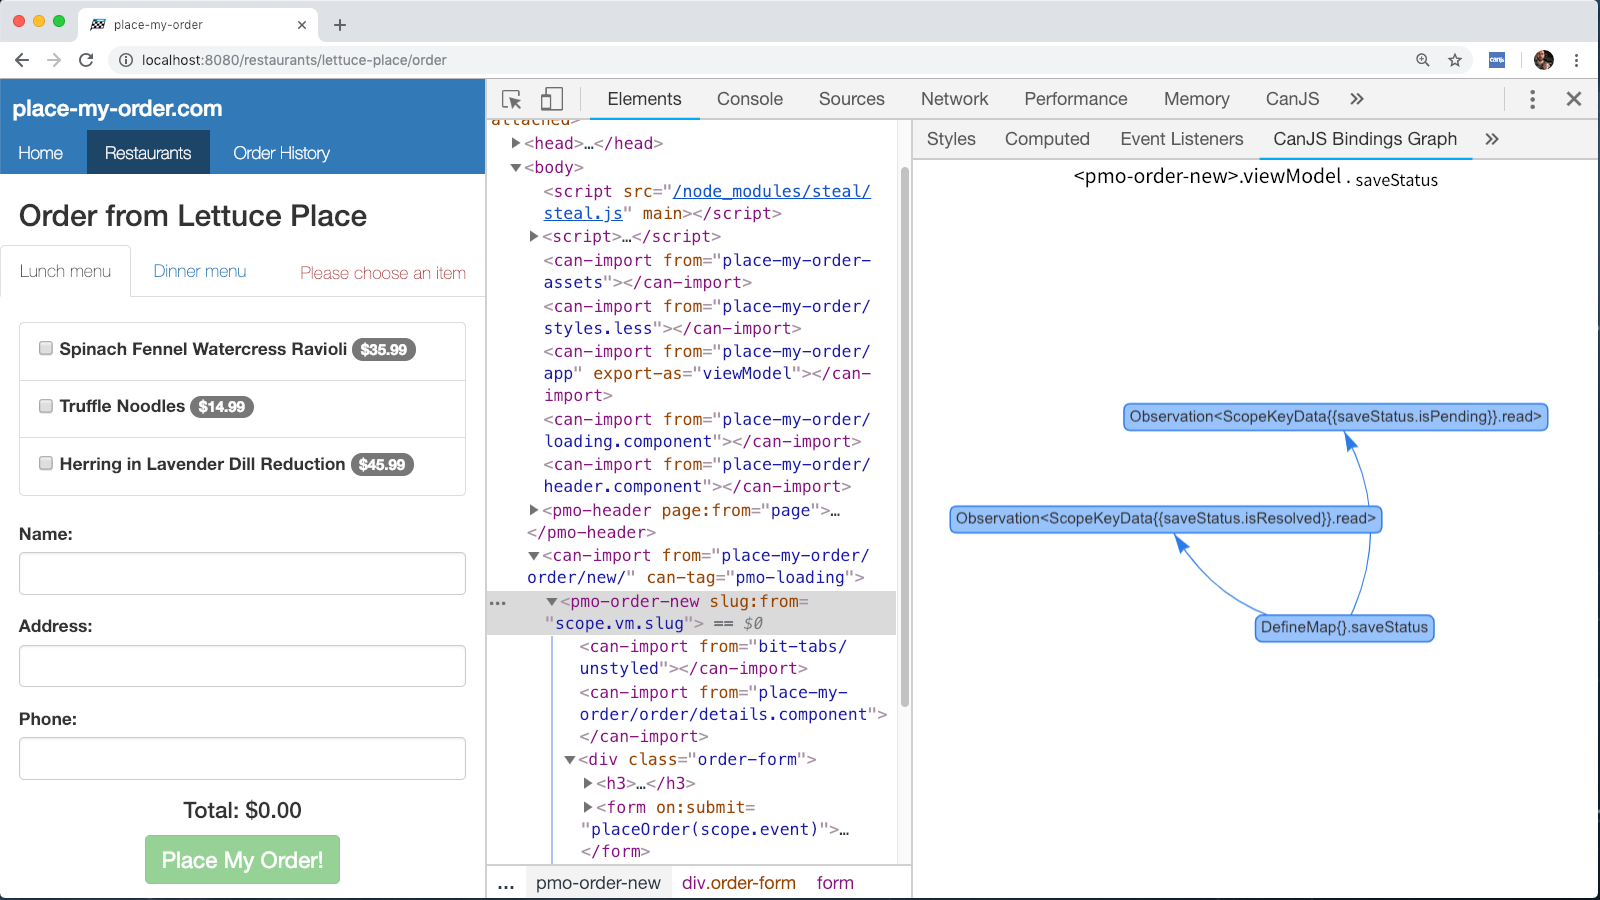 place-my-order
localhost:8080/restaurants/lettuce-place/order
canjs
place-my-order.com
Home
Restaurants
Order History
Order from Lettuce Place
Lunch menu
Dinner menu
Please choose an item
Spinach Fennel Watercress Ravioli $35.99
Truffle Noodles $14.99
Herring in Lavender Dill Reduction $45.99
Name:
Address:
Phone:
Total: $0.00
Place My Order!
Elements
Console
Sources
Network
Performance
Memory
CanJS
»
attached>
<head>…</head>
<body>
<script src="/node_modules/steal/
steal.js" main></script>
<script>…</script>
<can-import from="place-my-order-
assets"></can-import>
<can-import from="place-my-order/
styles.less"></can-import>
<can-import from="place-my-order/
app" export-as="viewModel"></can-
import>
<can-import from="place-my-order/
loading.component"></can-import>
<can-import from="place-my-order/
header.component"></can-import>
<pmo-header page:from="page">…
</pmo-header>
<can-import from="place-my-order/
order/new/" can-tag="pmo-loading">
<pmo-order-new slug:from=
"scope.vm.slug"> == $0
<can-import from="bit-tabs/
unstyled"></can-import>
<can-import from="place-my-
order/order/details.component">
</can-import>
<div class="order-form">
<h3>…</h3>
<form on:submit=
"placeOrder(scope.event)">…
</form>
… pmo-order-new div.order-form form
Styles
Computed
Event Listeners
CanJS Bindings Graph
»
<pmo-order-new>.viewModel . saveStatus
Observation<ScopeKeyData{{saveStatus.isPending}}.read>
Observation<ScopeKeyData{{saveStatus.isResolved}}.read>
DefineMap{}.saveStatus